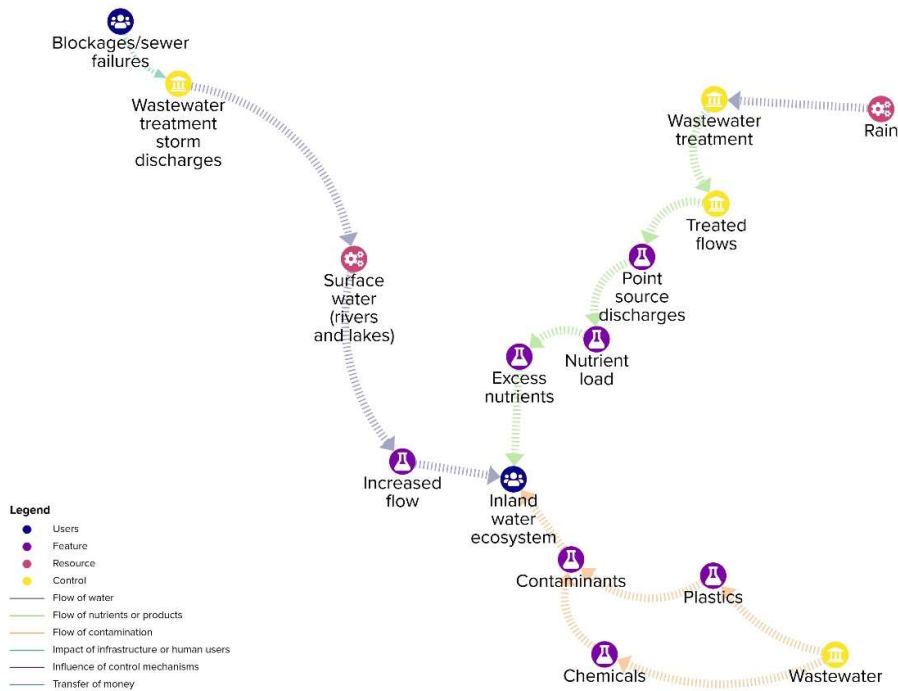 Blockages/sewer
failures
Wastewater
treatment
storm
discharges
Wastewater
treatment
Rain
Treated
flows
Surface
water
(rivers
and lakes)
Point
source
discharges
Nutrient
load
Excess
nutrients
Increased
flow
Inland
water
ecosystem
Contaminants
Plastics
Chemicals
Wastewater
Legend
Users
Feature
Resource
Control
Flow of water
Flow of nutrients or products
Flow of contamination
Impact of infrastructure or human users
Influence of control mechanisms
Transfer of money